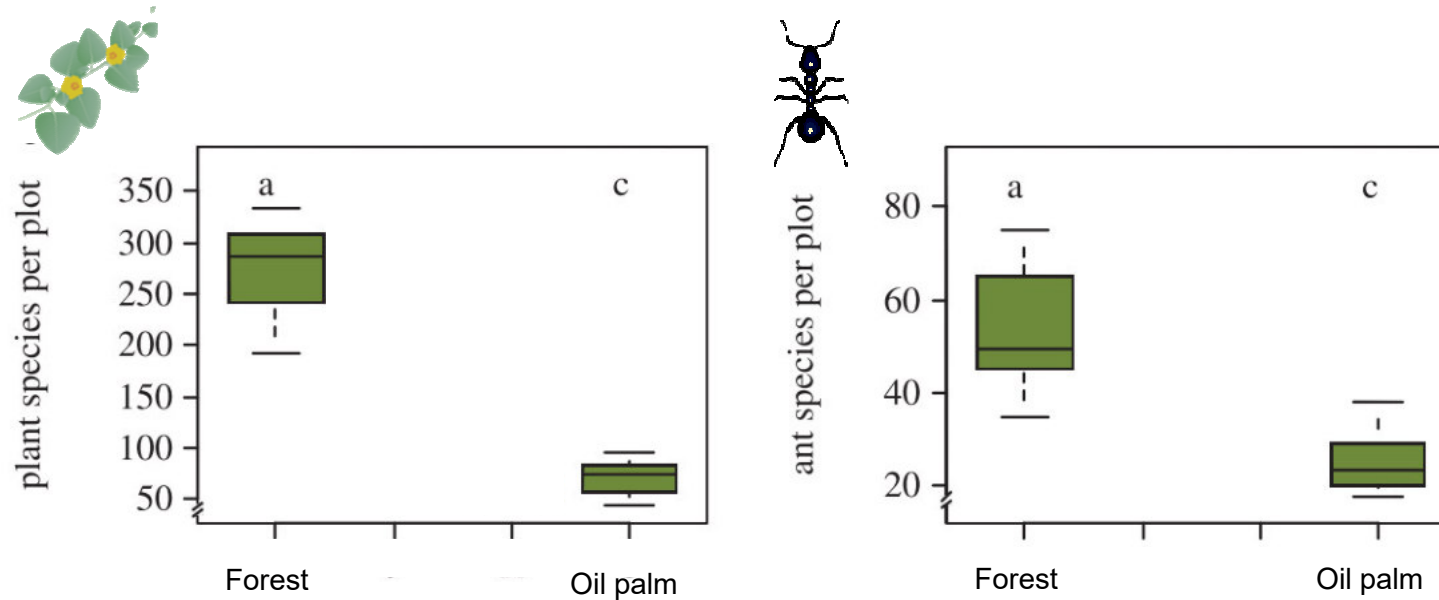 plant species per plot
350
300
250
200
150
100
50
a
c
Forest
Oil palm
ant species per plot
80
60
40
20
a
c
Forest
Oil palm